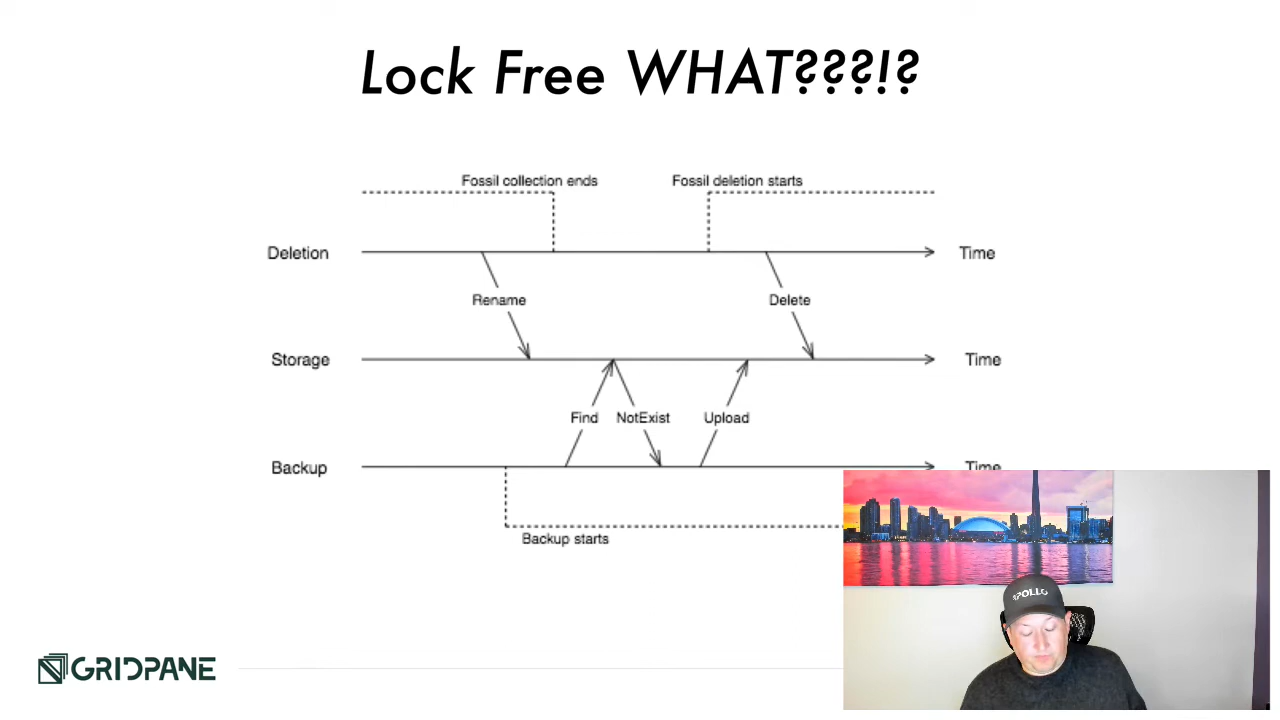 Lock Free WHAT???!?
Fossil collection ends
Fossil deletion starts
Deletion
Time
Rename
Delete
Storage
Time
Find
NotExist
Upload
Backup
Time
Backup starts
APOLLO
GRIDPANE